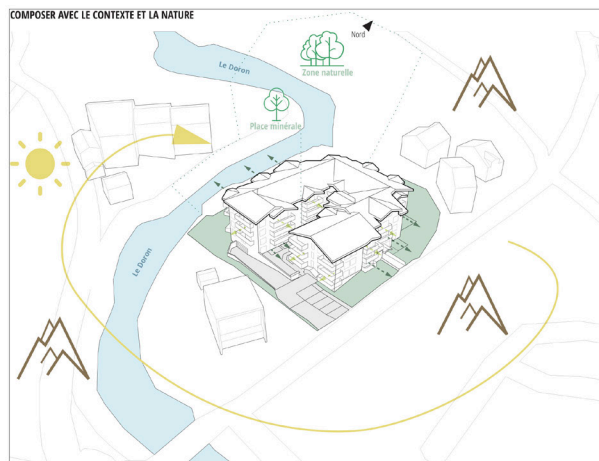 COMPOSER AVEC LE CONTEXTE ET LA NATURE
Nord
Le Doron
Zone naturelle
Place minérale
Le Doron